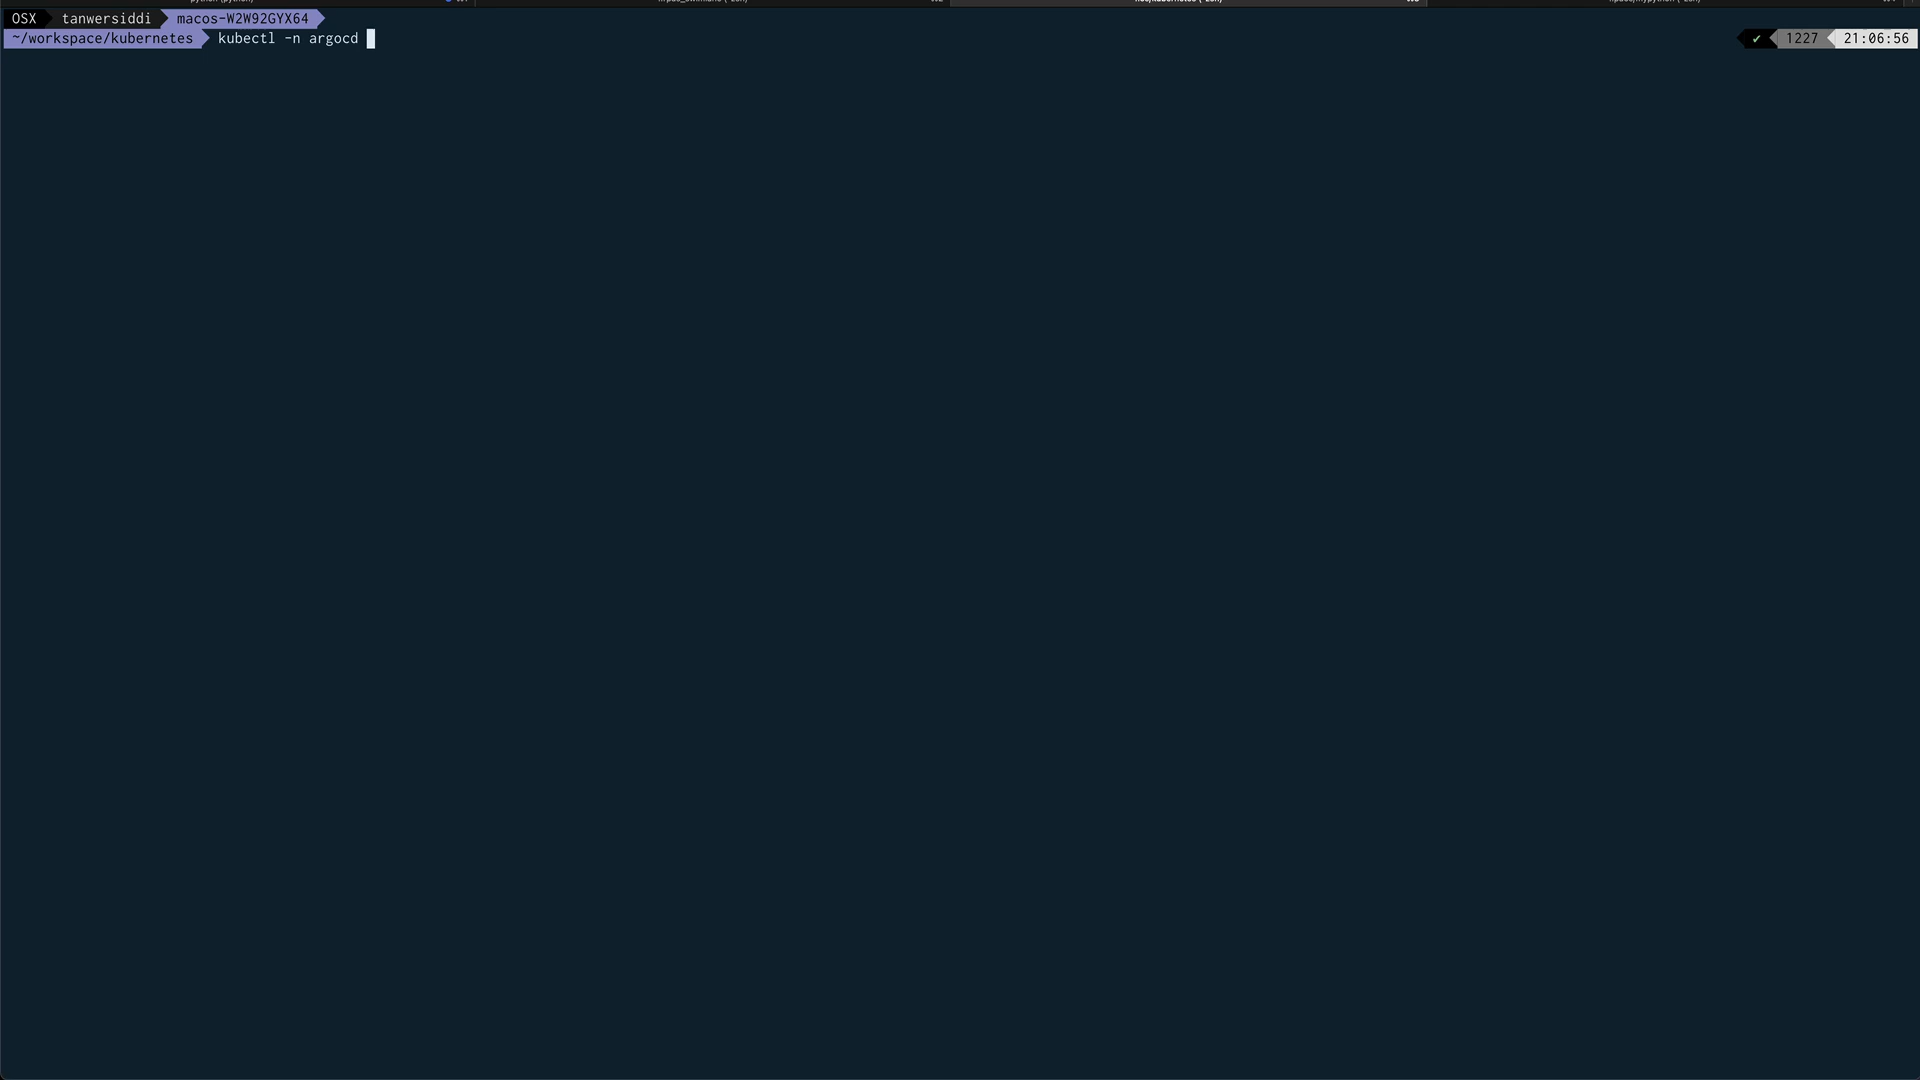 OSX tanwersiddi macos-W2W92GYX64
~/workspace/kubernetes kubectl -n argocd ✔ 1227 21:06:56